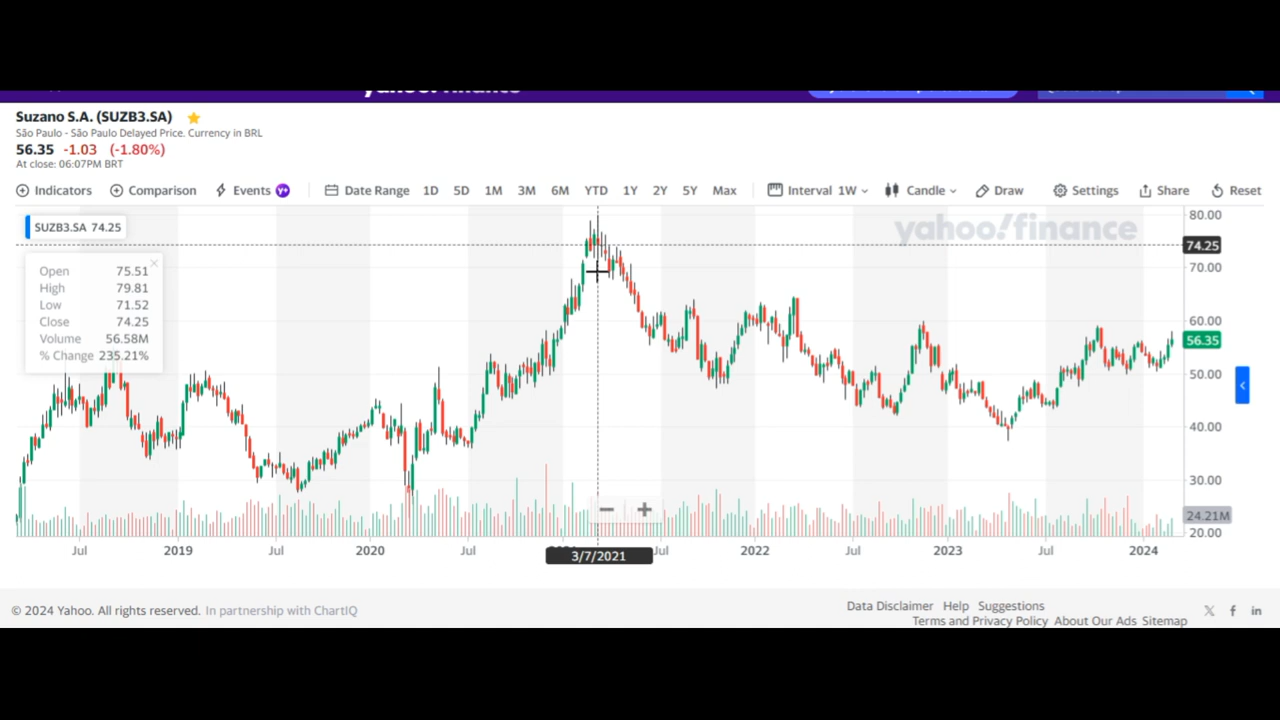 yahoo!finance
Suzano S.A. (SUZB3.SA)
São Paulo - São Paulo Delayed Price. Currency in BRL
56.35 -1.03 (-1.80%)
At close: 06:07PM BRT
Indicators Comparison Events Y+ Date Range 1D 5D 1M 3M 6M YTD 1Y 2Y 5Y Max Interval 1W Candle Draw Settings Share Reset
SUZB3.SA 74.25
yahoo!finance
80.00
74.25
70.00
60.00
56.35
50.00
40.00
30.00
24.21M
20.00
Open 75.51
High 79.81
Low 71.52
Close 74.25
Volume 56.58M
% Change 235.21%
Jul 2019 Jul 2020 Jul 3/7/2021 Jul 2022 Jul 2023 Jul 2024
© 2024 Yahoo. All rights reserved. In partnership with ChartIQ
Data Disclaimer Help Suggestions
Terms and Privacy Policy About Our Ads Sitemap